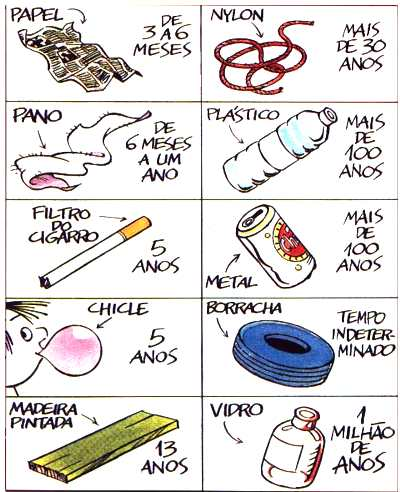 PAPEL
DE
3 A 6
MESES
NYLON
MAIS
DE 30
ANOS
PANO
DE
6 MESES
A UM
ANO
PLÁSTICO
MAIS
DE
100
ANOS
FILTRO
DO
CIGARRO
5
ANOS
METAL
MAIS
DE
100
ANOS
CHICLE
5
ANOS
BORRACHA
TEMPO
INDETER-
MINADO
MADEIRA
PINTADA
13
ANOS
VIDRO
1
MILHÃO
DE
ANOS